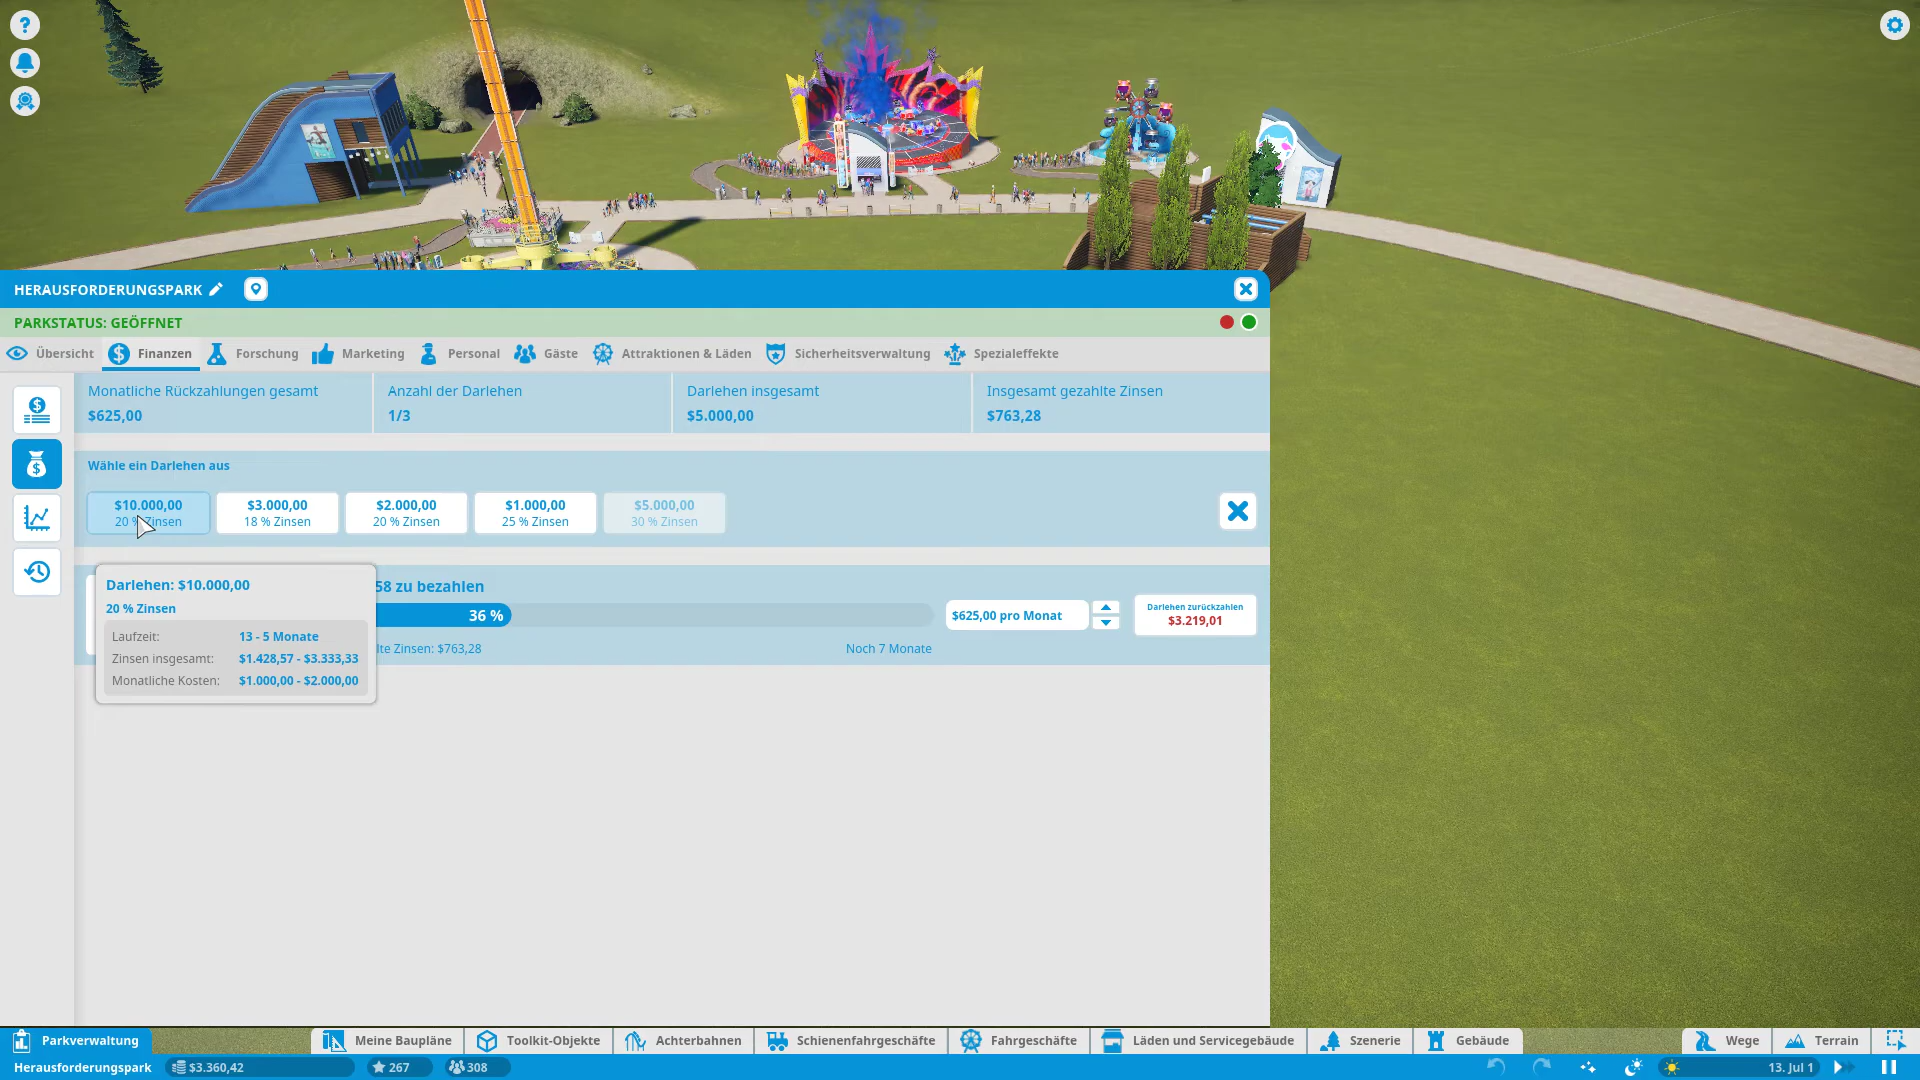 ?
HERAUSFORDERUNGSPARK
PARKSTATUS: GEÖFFNET
Übersicht
Finanzen
Forschung
Marketing
Personal
Gäste
Attraktionen & Läden
Sicherheitsverwaltung
Spezialeffekte
Monatliche Rückzahlungen gesamt
$625,00
Anzahl der Darlehen
1/3
Darlehen insgesamt
$5.000,00
Insgesamt gezahlte Zinsen
$763,28
Wähle ein Darlehen aus
$10.000,00
20 % Zinsen
$3.000,00
18 % Zinsen
$2.000,00
20 % Zinsen
$1.000,00
25 % Zinsen
$5.000,00
30 % Zinsen
Darlehen: $10.000,00
20 % Zinsen
Laufzeit: 13 - 5 Monate
Zinsen insgesamt: $1.428,57 - $3.333,33
Monatliche Kosten: $1.000,00 - $2.000,00
58 zu bezahlen
36 %
lte Zinsen: $763,28
Noch 7 Monate
$625,00 pro Monat
Darlehen zurückzahlen
$3.219,01
Parkverwaltung
Meine Baupläne
Toolkit-Objekte
Achterbahnen
Schienenfahrgeschäfte
Fahrgeschäfte
Läden und Servicegebäude
Szenerie
Gebäude
Wege
Terrain
Herausforderungspark
$3.360,42
267
308
13. Jul 1